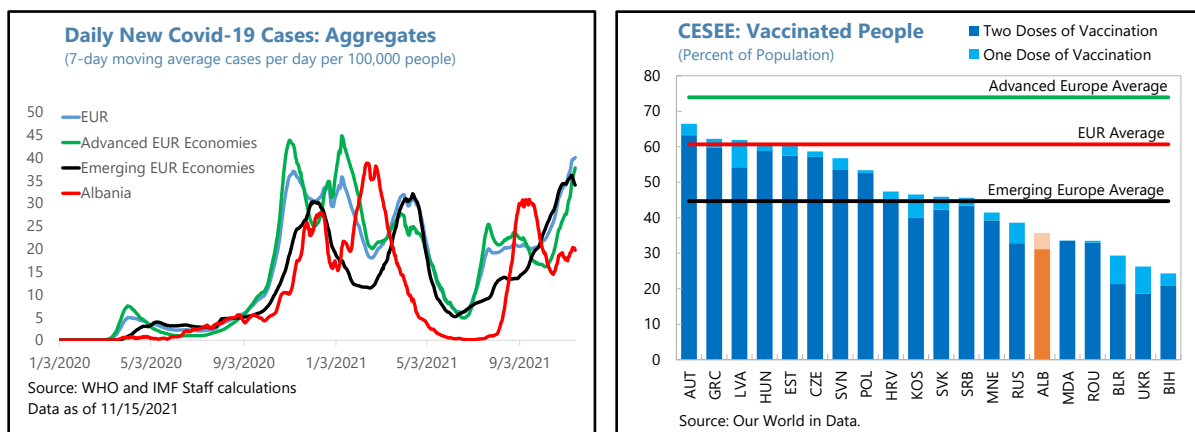 Daily New Covid-19 Cases: Aggregates
(7-day moving average cases per day per 100,000 people)
50
45
40
35
30
25
20
15
10
5
0
EUR
Advanced EUR Economies
Emerging EUR Economies
Albania
1/3/2020 5/3/2020 9/3/2020 1/3/2021 5/3/2021 9/3/2021
Source: WHO and IMF Staff calculations
Data as of 11/15/2021
CESEE: Vaccinated People
(Percent of Population)
Two Doses of Vaccination
One Dose of Vaccination
80
70
60
50
40
30
20
10
0
Advanced Europe Average
EUR Average
Emerging Europe Average
AUT GRC LVA HUN EST CZE SVN POL HRV KOS SVK SRB MNE RUS ALB MDA ROU BLR UKR BIH
Source: Our World in Data.